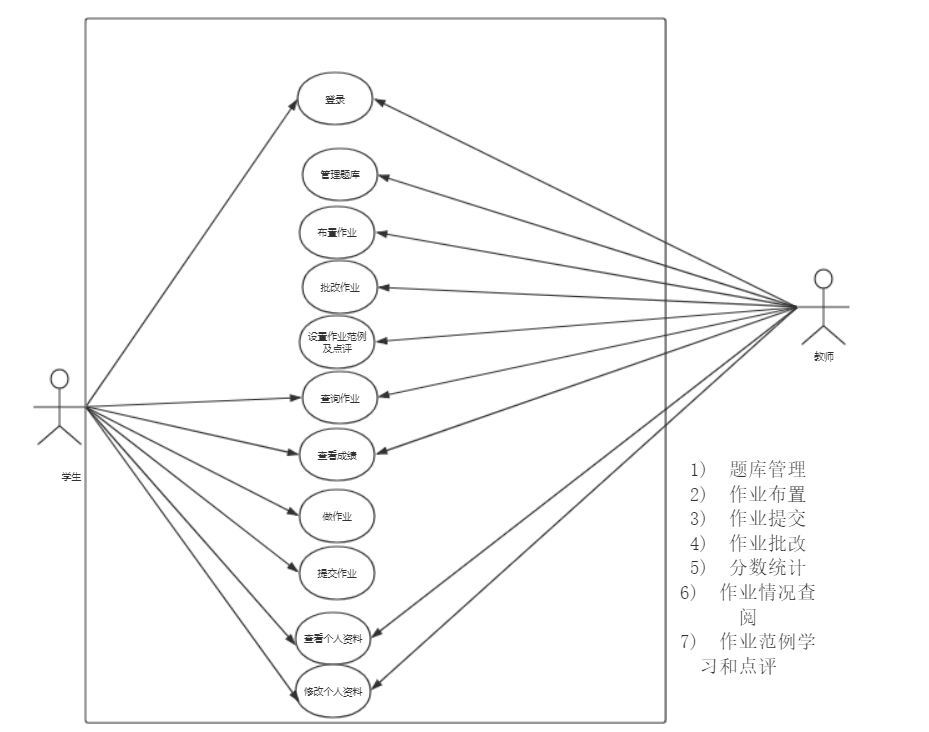 登录
管理题库
布置作业
批改作业
设置作业范例
及点评
查询作业
查看成绩
做作业
提交作业
查看个人资料
修改个人资料
学生
教师
1) 题库管理
2) 作业布置
3) 作业提交
4) 作业批改
5) 分数统计
6) 作业情况查
阅
7) 作业范例学
习和点评